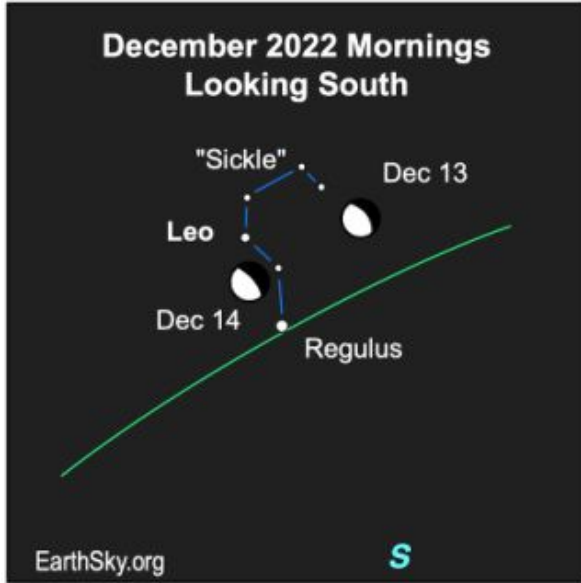 December 2022 Mornings
Looking South
"Sickle"
Dec 13
Leo
Dec 14
Regulus
EarthSky.org
S